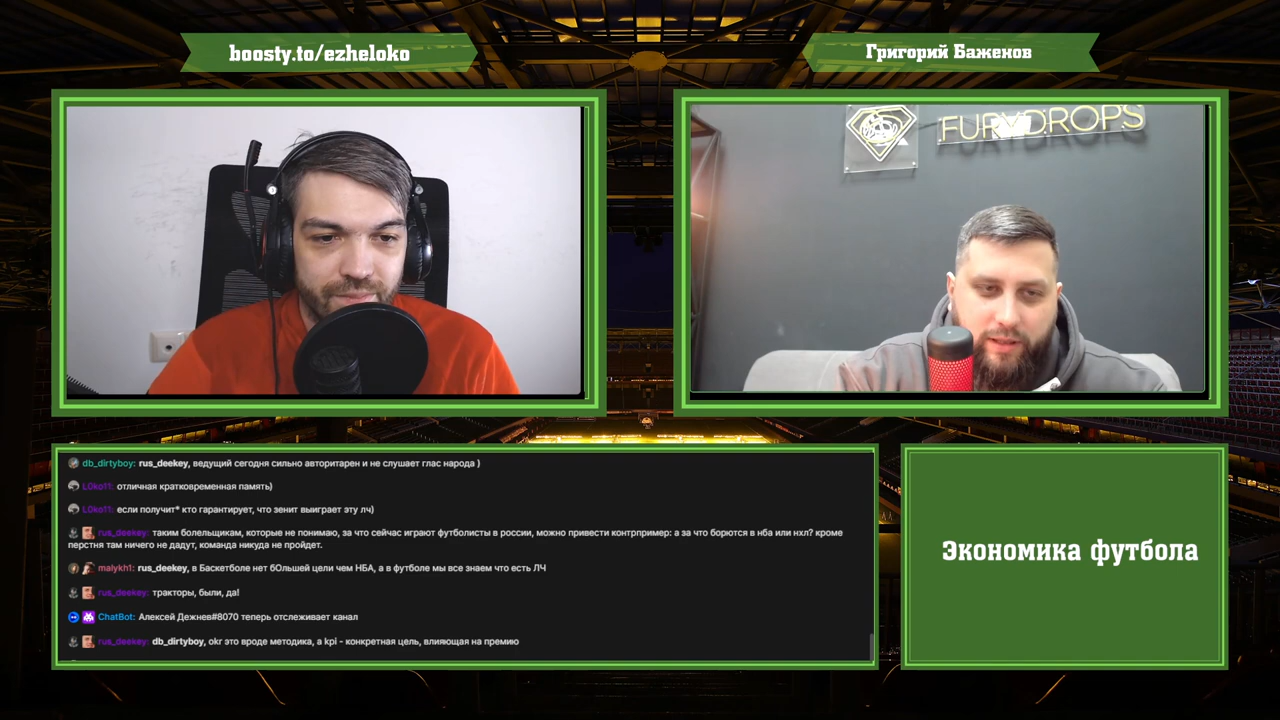 boosty.to/ezheloko
Григорий Баженов
FURYDROPS
db_dirtyboy: rus_deekey, ведущий сегодня сильно авторитарен и не слушает глас народа )
L0ko11: отличная кратковременная память)
L0ko11: если получит* кто гарантирует, что зенит выиграет эту лч)
rus_deekey: таким болельщикам, которые не понимаю, за что сейчас играют футболисты в россии, можно привести контрпример: а за что борются в нба или нхл? кроме
перстня там ничего не дадут, команда никуда не пройдет.
malykh1: rus_deekey, в Баскетболе нет бОльшей цели чем НБА, а в футболе мы все знаем что есть ЛЧ
rus_deekey: тракторы, были, да!
ChatBot: Алексей Дежнев#8070 теперь отслеживает канал
rus_deekey: db_dirtyboy, okr это вроде методика, а kpi - конкретная цель, влияющая на премию
Экономика футбола